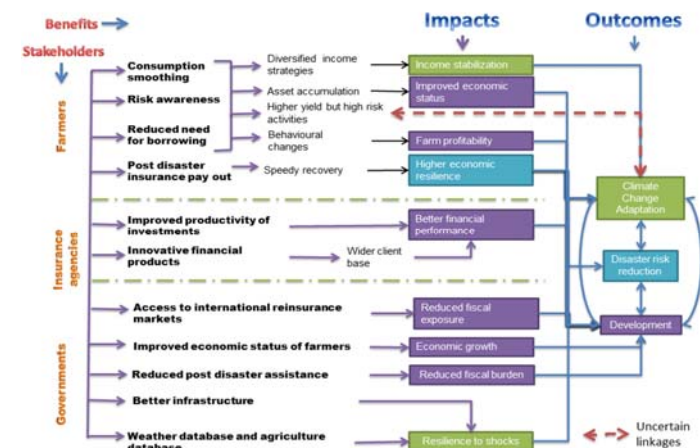 Benefits
Impacts
Outcomes
Stakeholders
Farmers
Consumption
smoothing
Diversified income
strategies
Income stabilization
Risk awareness
Asset accumulation
Improved economic
status
Higher yield but high risk
activities
Reduced need
for borrowing
Behavioural
changes
Farm profitability
Post disaster
insurance pay out
Speedy recovery
Higher economic
resilience
Insurance
agencies
Improved productivity of
investments
Better financial
performance
Innovative financial
products
Wider client
base
Governments
Access to international reinsurance
markets
Reduced fiscal
exposure
Improved economic status of farmers
Economic growth
Reduced post disaster assistance
Reduced fiscal burden
Better infrastructure
Weather database and agriculture
database
Resilience to shocks
Climate
Change
Adaptation
Disaster risk
reduction
Development
Uncertain
linkages